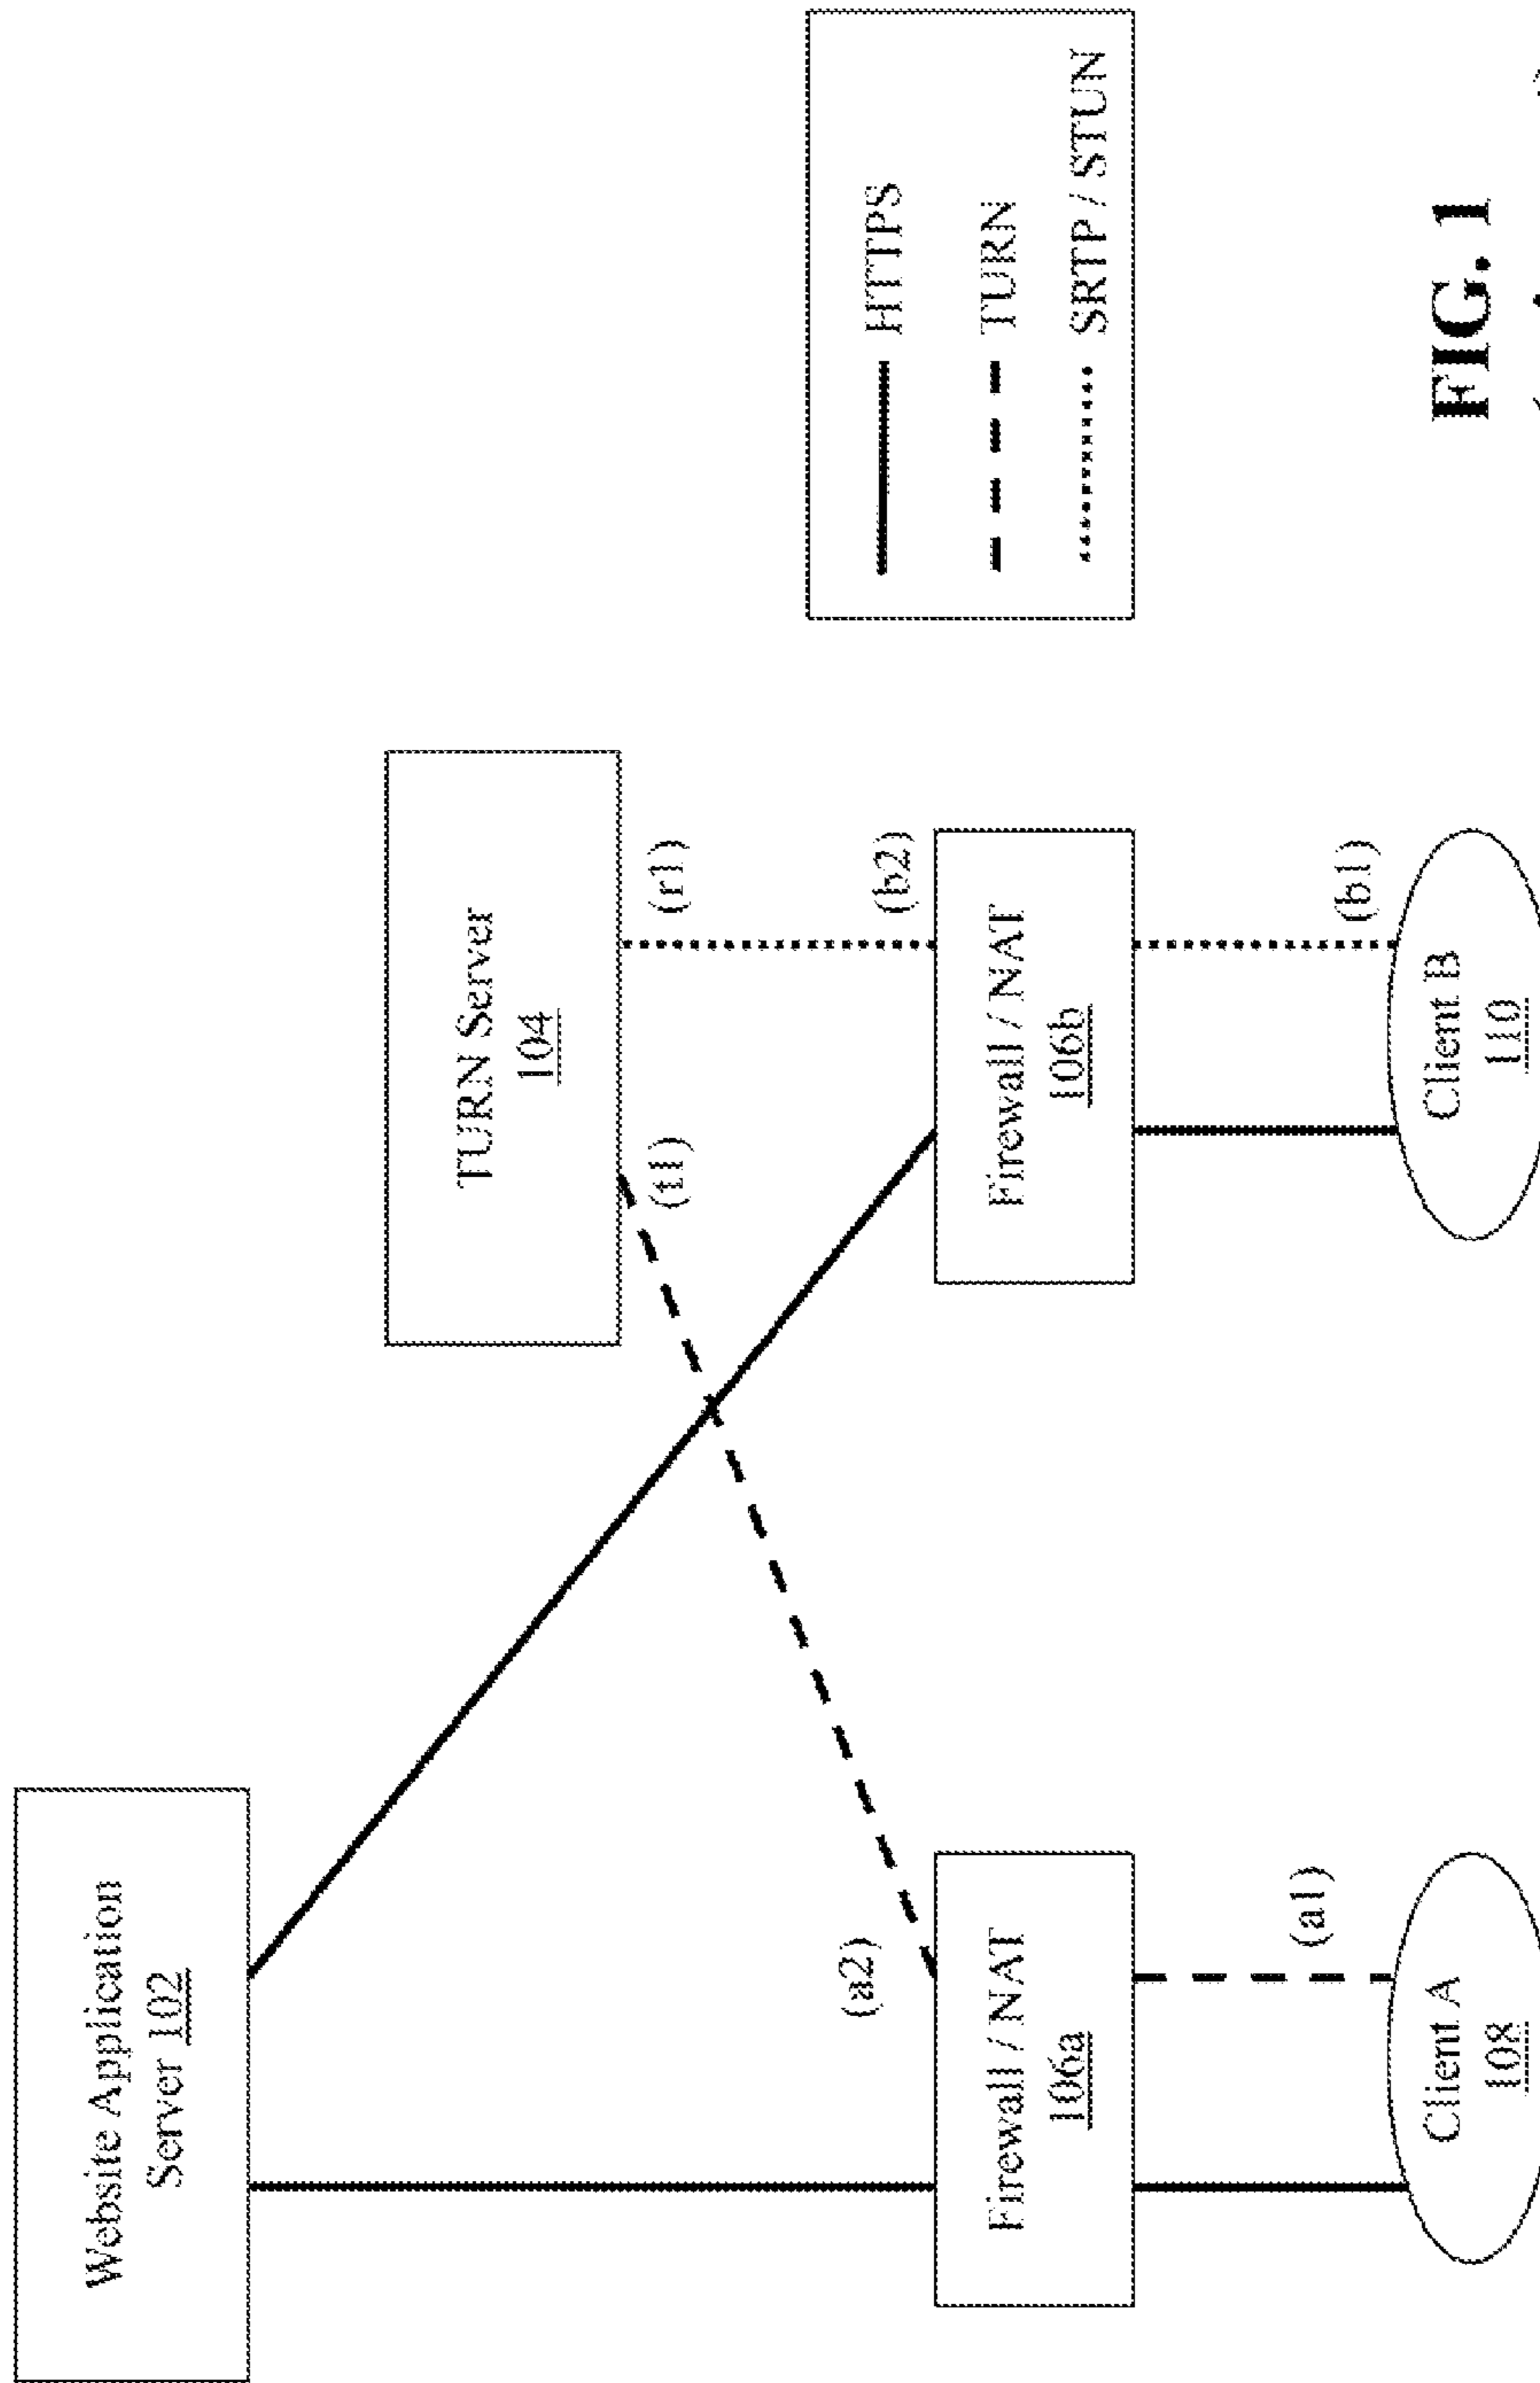 Website Application
Server 102
TURN Server
104
(t1)
(r1)
(a2)
(b2)
Firewall / NAT
106a
Firewall / NAT
106b
(a1)
(b1)
Client A
108
Client B
110
HTTPS
TURN
SRTP / STUN
FIG. 1